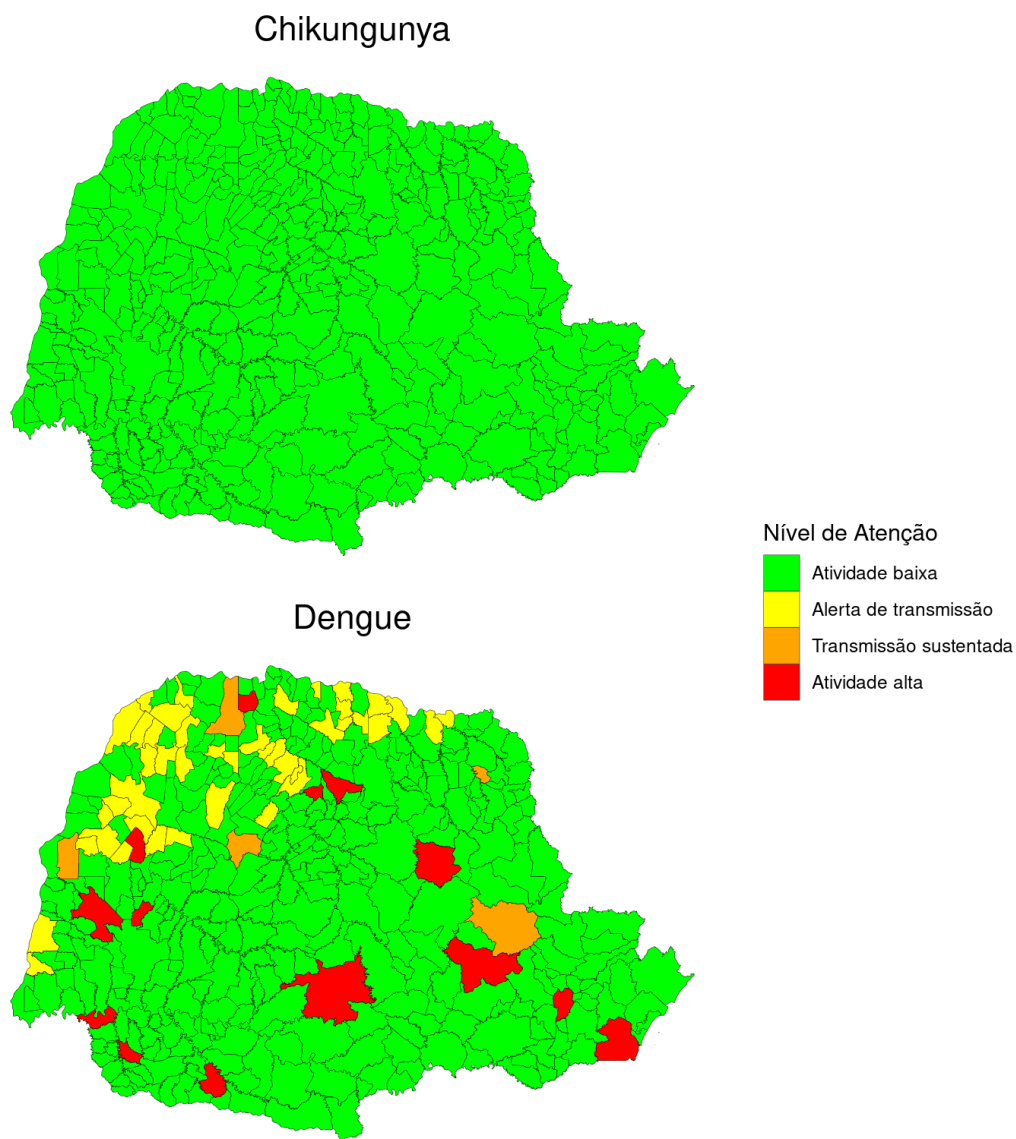 Chikungunya
Nível de Atenção
Atividade baixa
Alerta de transmissão
Transmissão sustentada
Atividade alta
Dengue